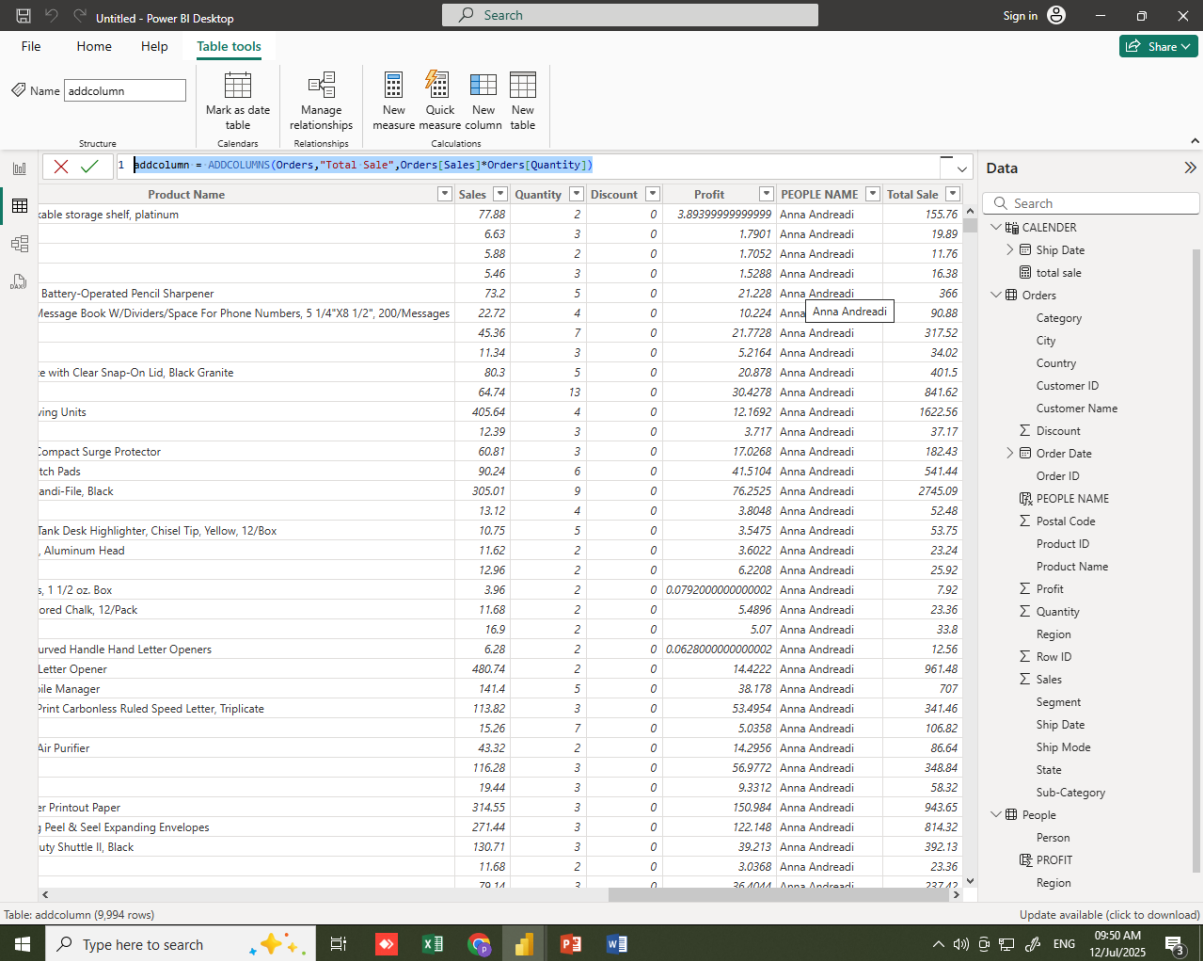 Untitled - Power BI Desktop
Search
Sign in
File Home Help Table tools
Share
Name addcolumn
Mark as date table
Manage relationships
New measure
Quick measure
New column
New table
Structure Calendars Relationships Calculations
1 addcolumn = ADDCOLUMNS(Orders,"Total Sale",Orders[Sales]*Orders[Quantity])
Product Name Sales Quantity Discount Profit PEOPLE NAME Total Sale
kable storage shelf, platinum 77.88 2 0 3.89399999999999 Anna Andreadi 155.76
6.63 3 0 1.7901 Anna Andreadi 19.89
5.88 2 0 1.7052 Anna Andreadi 11.76
5.46 3 0 1.5288 Anna Andreadi 16.38
Battery-Operated Pencil Sharpener 73.2 5 0 21.228 Anna Andreadi 366
Message Book W/Dividers/Space For Phone Numbers, 5 1/4"X8 1/2", 200/Messages 22.72 4 0 10.224 Anna 90.88
Anna Andreadi
45.36 7 0 21.7728 Anna Andreadi 317.52
11.34 3 0 5.2164 Anna Andreadi 34.02
e with Clear Snap-On Lid, Black Granite 80.3 5 0 20.878 Anna Andreadi 401.5
64.74 13 0 30.4278 Anna Andreadi 841.62
ving Units 405.64 4 0 12.1692 Anna Andreadi 1622.56
12.39 3 0 3.717 Anna Andreadi 37.17
Compact Surge Protector 60.81 3 0 17.0268 Anna Andreadi 182.43
tch Pads 90.24 6 0 41.5104 Anna Andreadi 541.44
andi-File, Black 305.01 9 0 76.2525 Anna Andreadi 2745.09
13.12 4 0 3.8048 Anna Andreadi 52.48
Tank Desk Highlighter, Chisel Tip, Yellow, 12/Box 10.75 5 0 3.5475 Anna Andreadi 53.75
, Aluminum Head 11.62 2 0 3.6022 Anna Andreadi 23.24
12.96 2 0 6.2208 Anna Andreadi 25.92
s, 1 1/2 oz. Box 3.96 2 0 0.0792000000000002 Anna Andreadi 7.92
ored Chalk, 12/Pack 11.68 2 0 5.4896 Anna Andreadi 23.36
16.9 2 0 5.07 Anna Andreadi 33.8
urved Handle Hand Letter Openers 6.28 2 0 0.0628000000000002 Anna Andreadi 12.56
Letter Opener 480.74 2 0 14.4222 Anna Andreadi 961.48
bile Manager 141.4 5 0 38.178 Anna Andreadi 707
Print Carbonless Ruled Speed Letter, Triplicate 113.82 3 0 53.4954 Anna Andreadi 341.46
15.26 7 0 5.0358 Anna Andreadi 106.82
Air Purifier 43.32 2 0 14.2956 Anna Andreadi 86.64
116.28 3 0 56.9772 Anna Andreadi 348.84
19.44 3 0 9.3312 Anna Andreadi 58.32
er Printout Paper 314.55 3 0 150.984 Anna Andreadi 943.65
g Peel & Seel Expanding Envelopes 271.44 3 0 122.148 Anna Andreadi 814.32
uty Shuttle II, Black 130.71 3 0 39.213 Anna Andreadi 392.13
11.68 2 0 3.0368 Anna Andreadi 23.36
79.14 3 0 36.4044 Anna Andreadi 237.42
Data
Search
CALENDER
Ship Date
total sale
Orders
Category
City
Country
Customer ID
Customer Name
Discount
Order Date
Order ID
PEOPLE NAME
Postal Code
Product ID
Product Name
Profit
Quantity
Region
Row ID
Sales
Segment
Ship Date
Ship Mode
State
Sub-Category
People
Person
PROFIT
Region
Table: addcolumn (9,994 rows)
Update available (click to download)
Type here to search
ENG
09:50 AM
12/Jul/2025
3